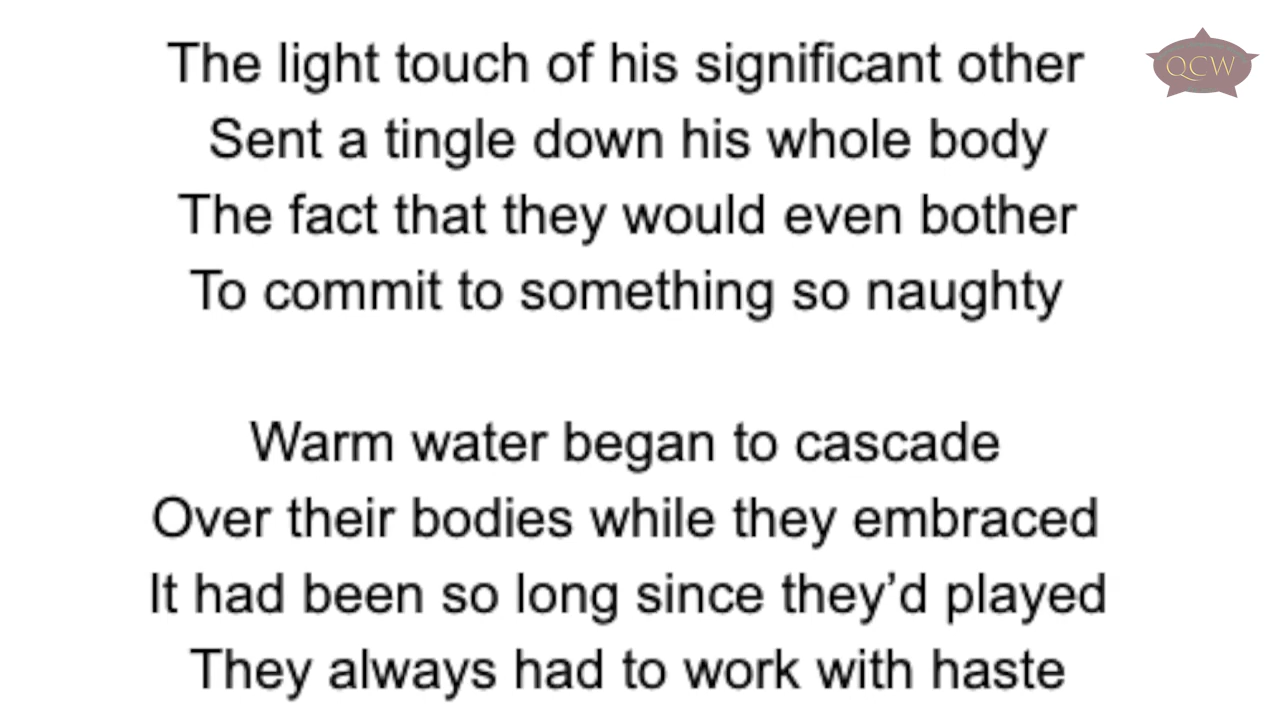 The light touch of his significant other
Sent a tingle down his whole body
The fact that they would even bother
To commit to something so naughty
Warm water began to cascade
Over their bodies while they embraced
It had been so long since they’d played
They always had to work with haste
QCW